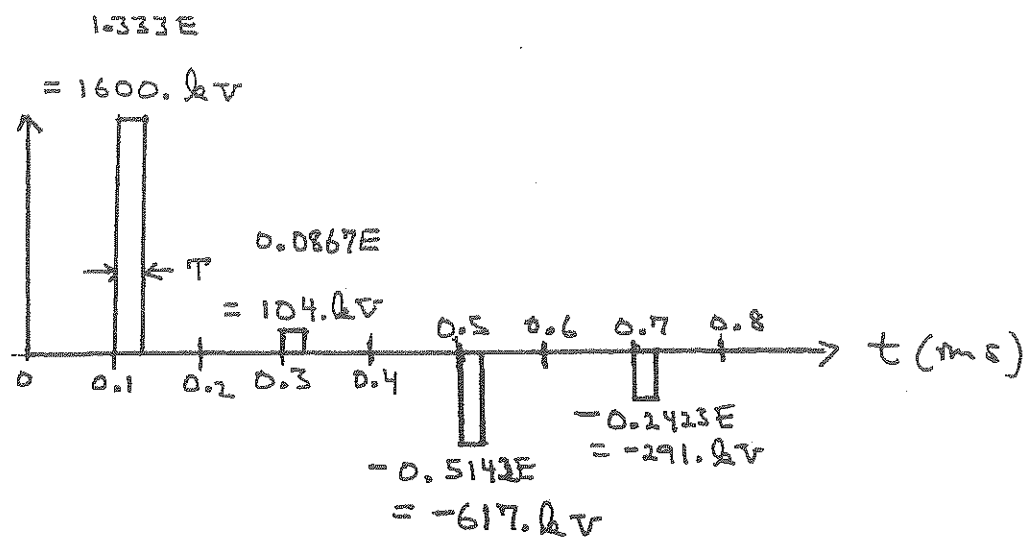 1.333E
= 1600. kV
T
0.0867E
= 104. kV
0 0.1 0.2 0.3 0.4 0.5 0.6 0.7 0.8 t (ms)
-0.5143E
= -617. kV
-0.2423E
= -291. kV